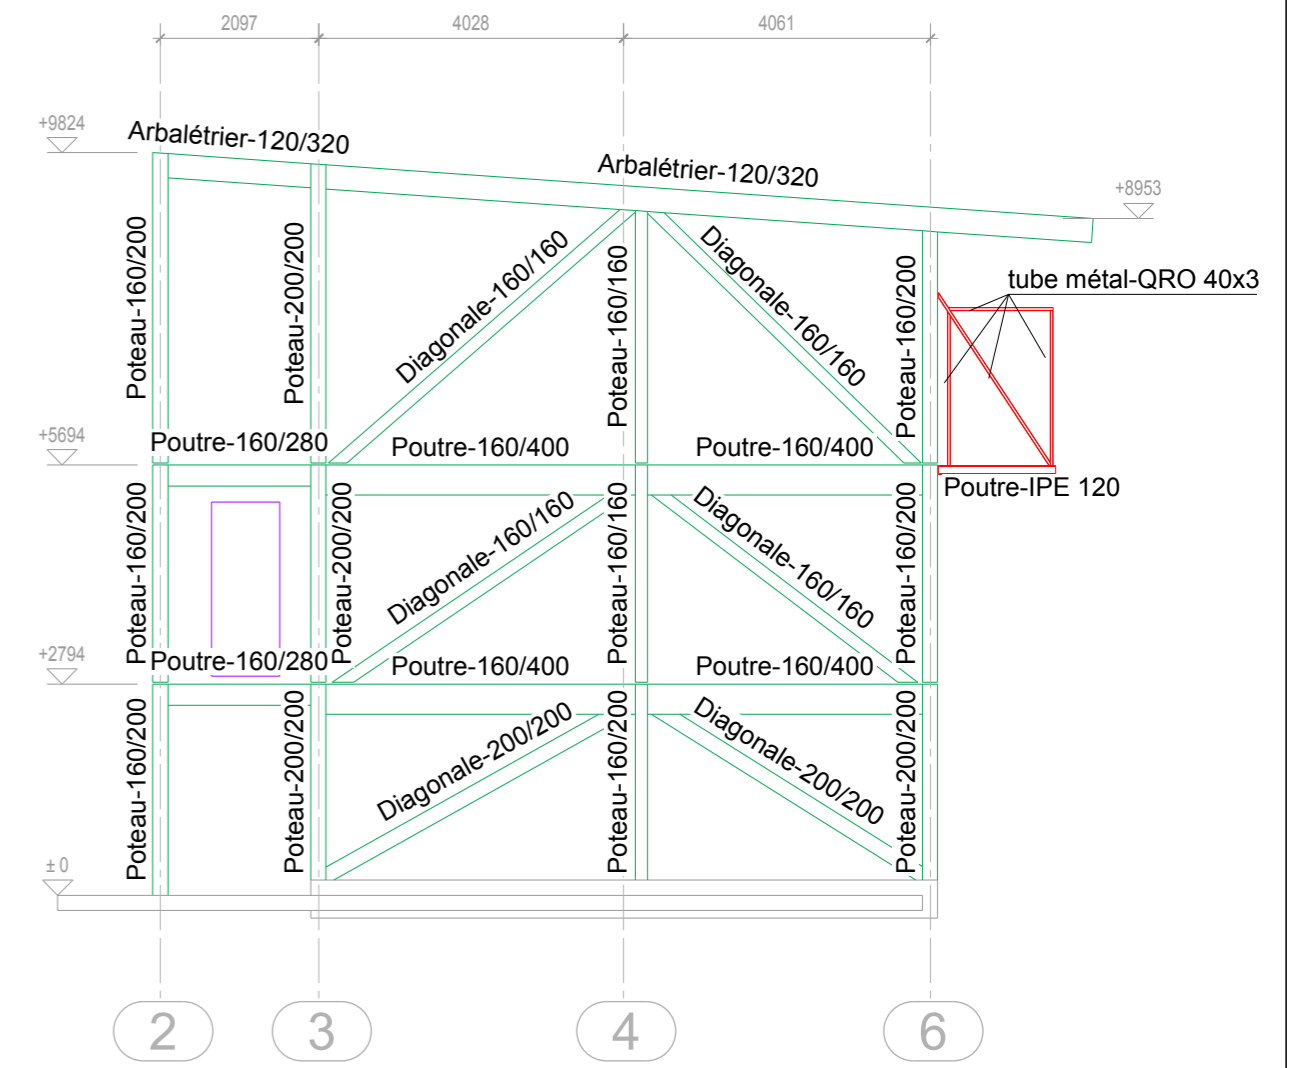 2097
4028
4061
+9824
Arbalétrier-120/320
Arbalétrier-120/320
+8953
Poteau-160/200
Poteau-200/200
Diagonale-160/160
Poteau-160/160
Diagonale-160/160
Poteau-160/200
tube métal-QRO 40x3
+5694
Poutre-160/280
Poutre-160/400
Poutre-160/400
Poutre-IPE 120
Poteau-160/200
Poteau-200/200
Diagonale-160/160
Poteau-160/160
Diagonale-160/160
Poteau-160/200
+2794
Poutre-160/280
Poutre-160/400
Poutre-160/400
Poteau-160/200
Poteau-200/200
Diagonale-200/200
Poteau-160/200
Diagonale-200/200
Poteau-200/200
± 0
2
3
4
6